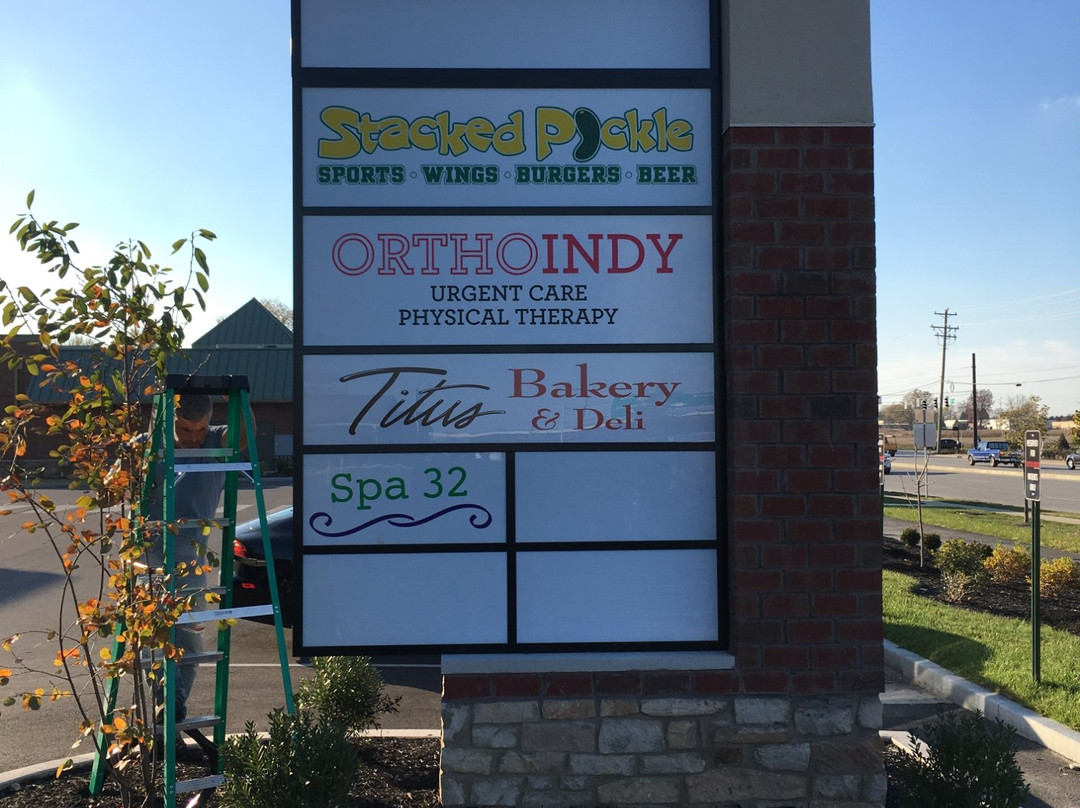 Stacked Pickle
SPORTS • WINGS • BURGERS • BEER
ORTHOINDY
URGENT CARE
PHYSICAL THERAPY
Titus Bakery
& Deli
Spa 32